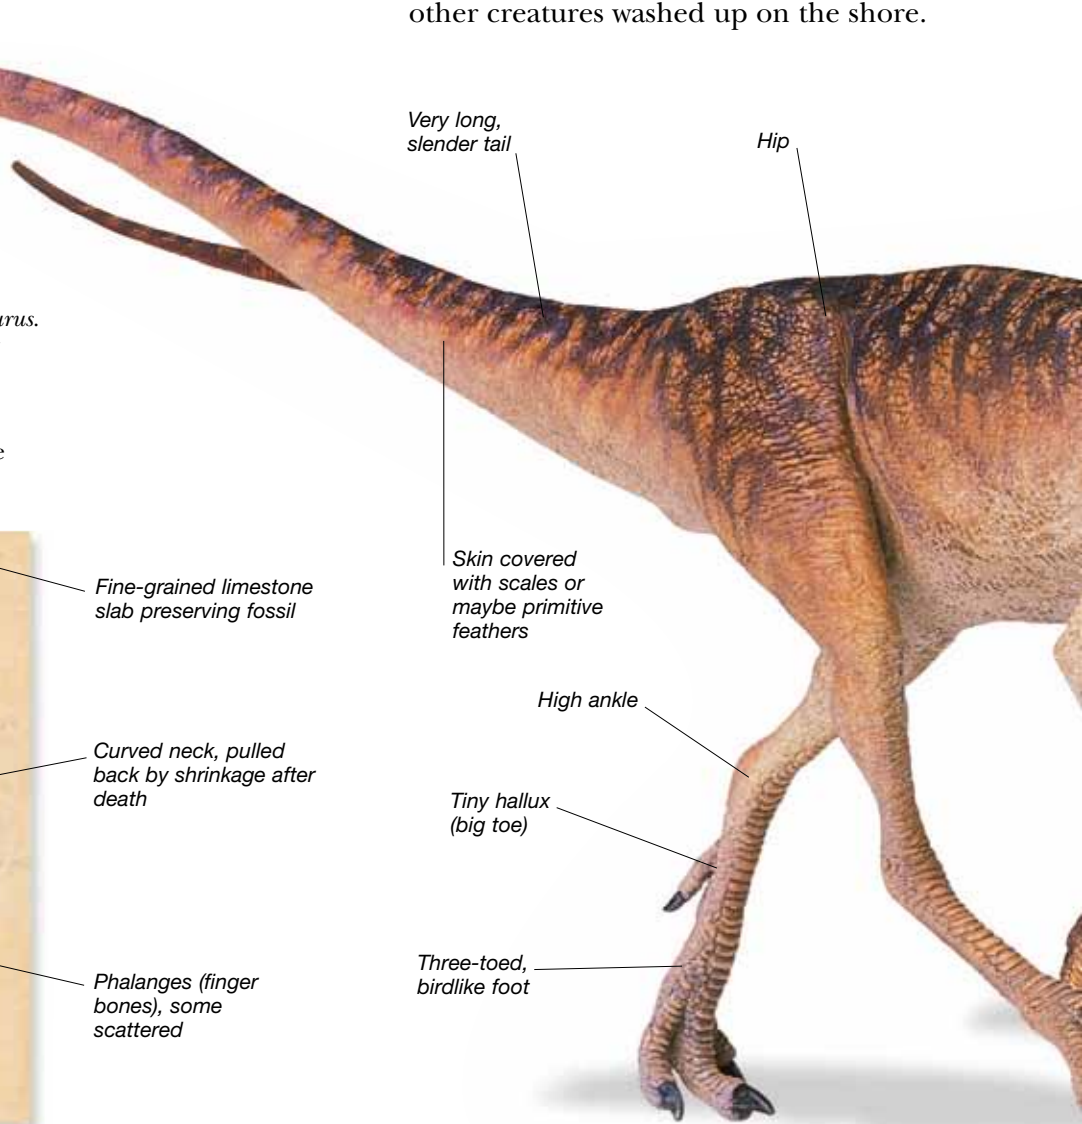 other creatures washed up on the shore.
Very long,
slender tail
Hip
urus.
e
Skin covered
with scales or
maybe primitive
feathers
Fine-grained limestone
slab preserving fossil
High ankle
Curved neck, pulled
back by shrinkage after
death
Tiny hallux
(big toe)
Three-toed,
birdlike foot
Phalanges (finger
bones), some
scattered